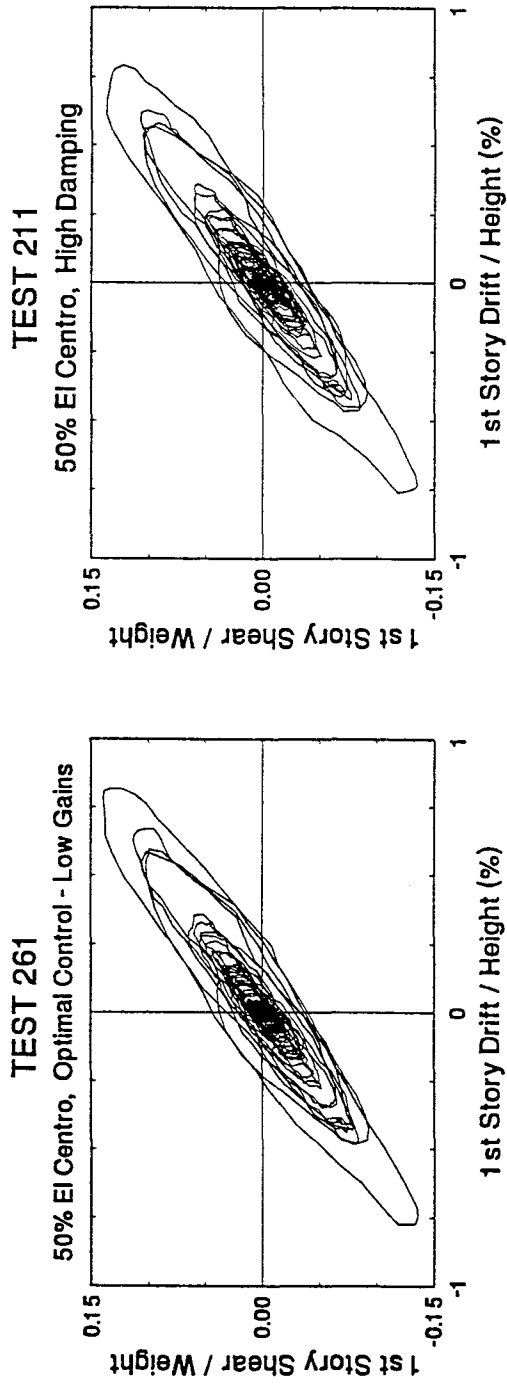 TEST 261
50% El Centro, Optimal Control - Low Gains
1st Story Shear / Weight
0.15
0.00
-0.15
-1
0
1
1st Story Drift / Height (%)
TEST 211
50% El Centro, High Damping
1st Story Shear / Weight
0.15
0.00
-0.15
-1
0
1
1st Story Drift / Height (%)